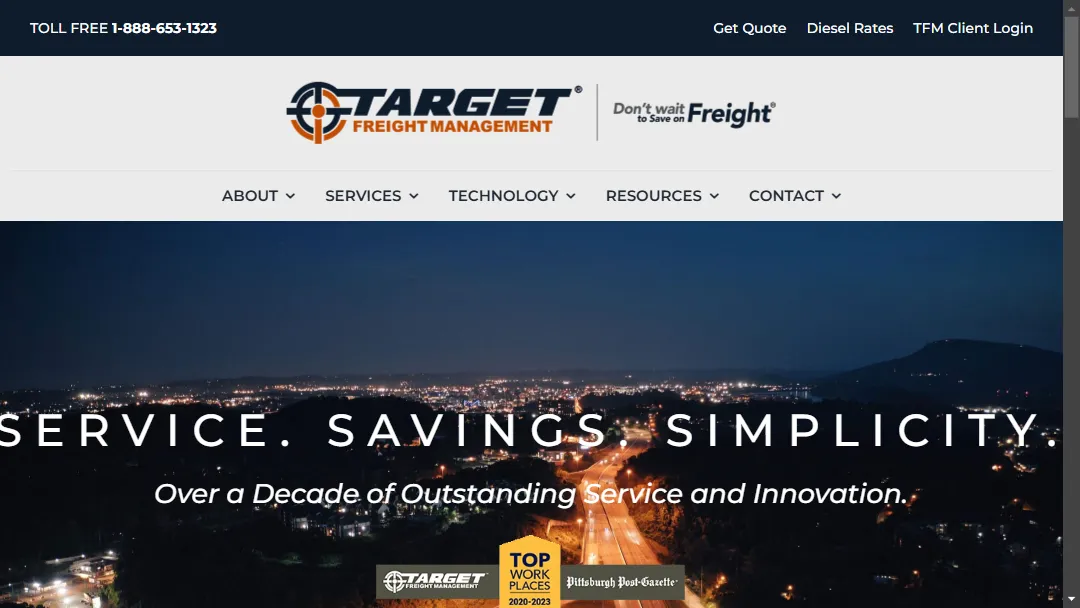 TOLL FREE 1-888-653-1323
Get Quote Diesel Rates TFM Client Login
TARGET®
FREIGHT MANAGEMENT
Don't wait
to Save on Freight®
ABOUT SERVICES TECHNOLOGY RESOURCES CONTACT
SERVICE. SAVINGS. SIMPLICITY.
Over a Decade of Outstanding Service and Innovation.
TARGET
FREIGHT MANAGEMENT
TOP
WORK
PLACES
2020-2023
Pittsburgh Post-Gazette